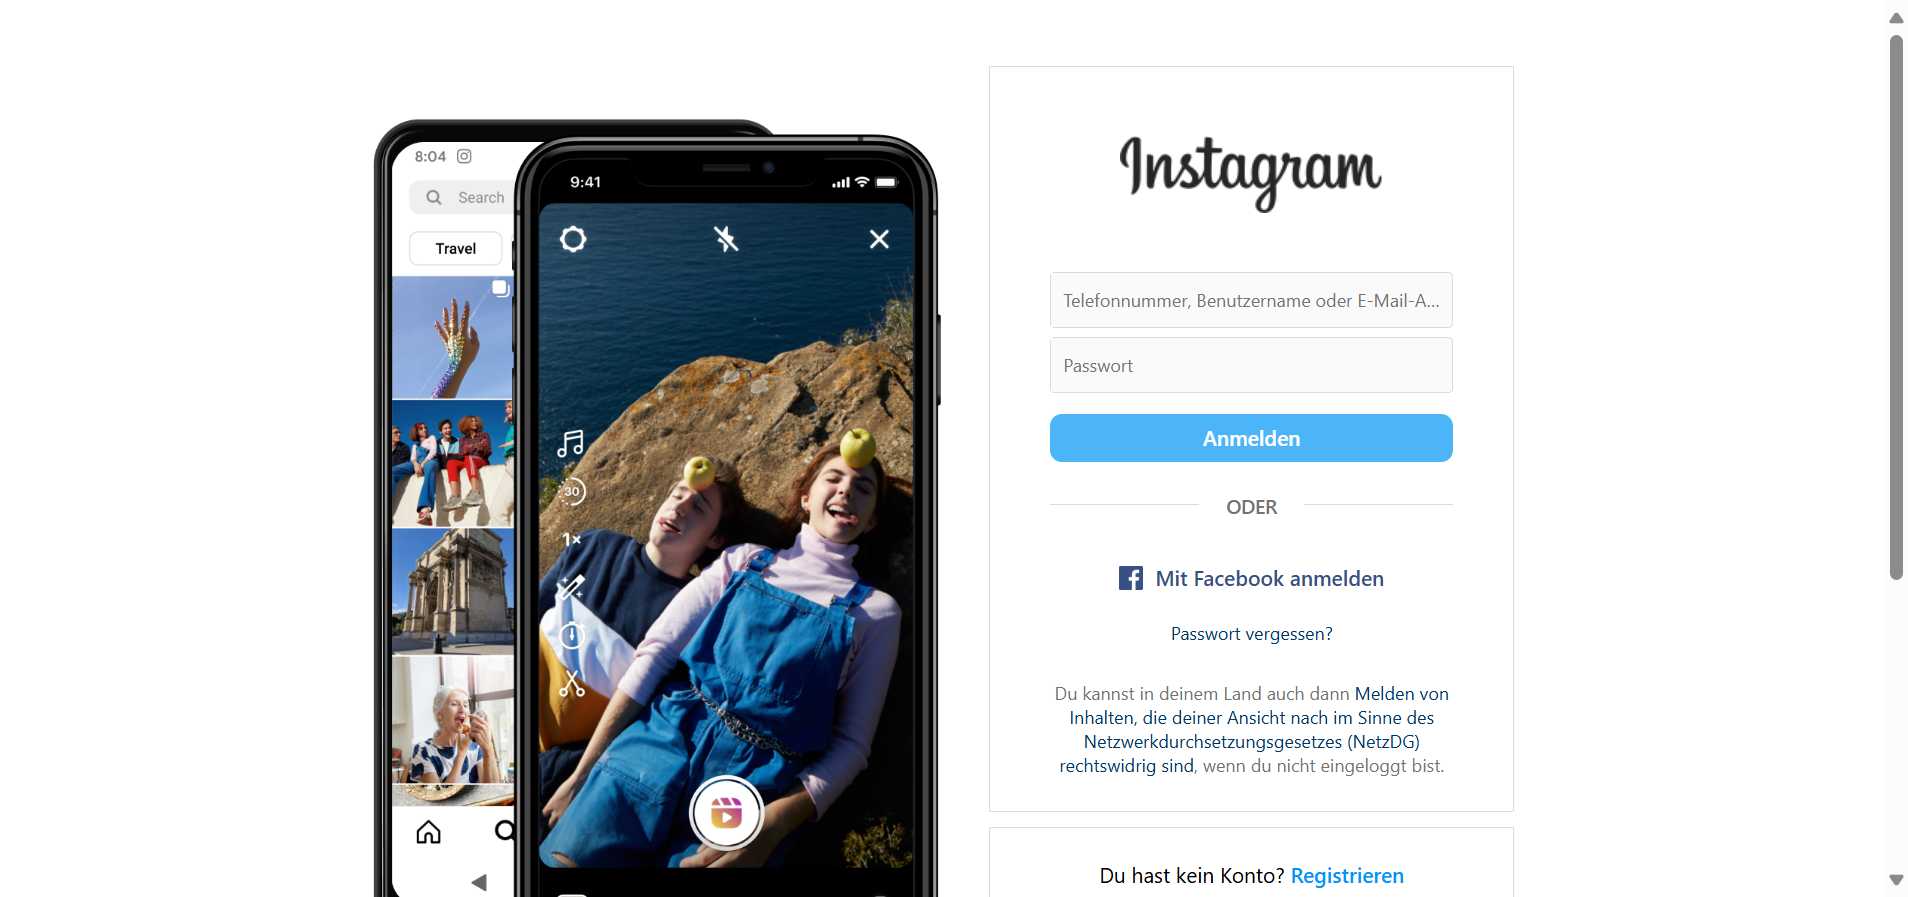 8:04
Search
Travel
9:41
30
1×
Instagram
Telefonnummer, Benutzername oder E-Mail-A...
Passwort
Anmelden
ODER
Mit Facebook anmelden
Passwort vergessen?
Du kannst in deinem Land auch dann Melden von
Inhalten, die deiner Ansicht nach im Sinne des
Netzwerkdurchsetzungsgesetzes (NetzDG)
rechtswidrig sind, wenn du nicht eingeloggt bist.
Du hast kein Konto? Registrieren